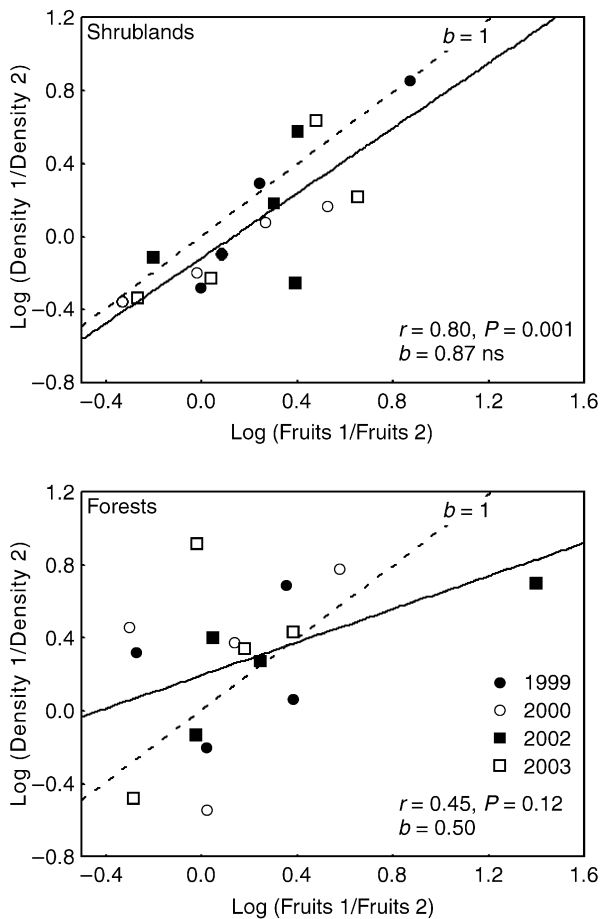 Shrublands
b = 1
1.2
0.8
0.4
0.0
−0.4
−0.8
Log (Density 1/Density 2)
r = 0.80, P = 0.001
b = 0.87 ns
−0.4 0.0 0.4 0.8 1.2 1.6
Log (Fruits 1/Fruits 2)
Forests
b = 1
1.2
0.8
0.4
0.0
−0.4
−0.8
Log (Density 1/Density 2)
1999
2000
2002
2003
r = 0.45, P = 0.12
b = 0.50
−0.4 0.0 0.4 0.8 1.2 1.6
Log (Fruits 1/Fruits 2)